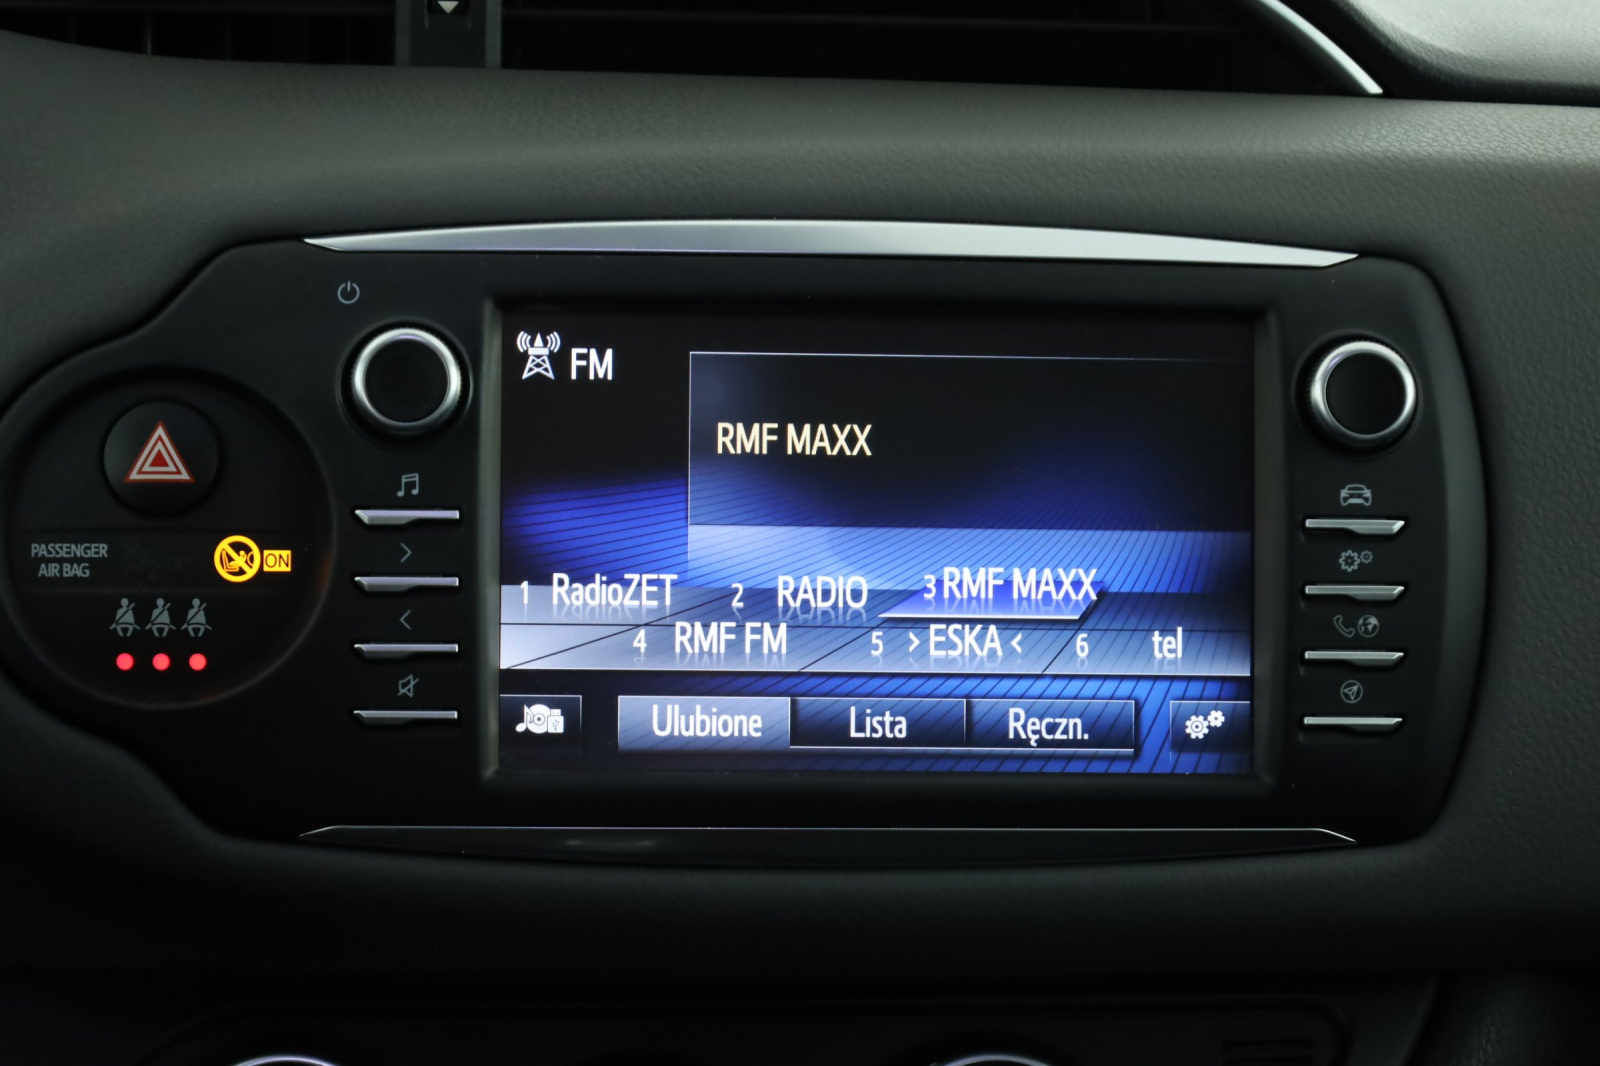 FM
RMF MAXX
1 RadioZET 2 RADIO 3 RMF MAXX
4 RMF FM 5 > ESKA < 6 tel
Ulubione Lista Ręczn.
PASSENGER
AIR BAG
ON